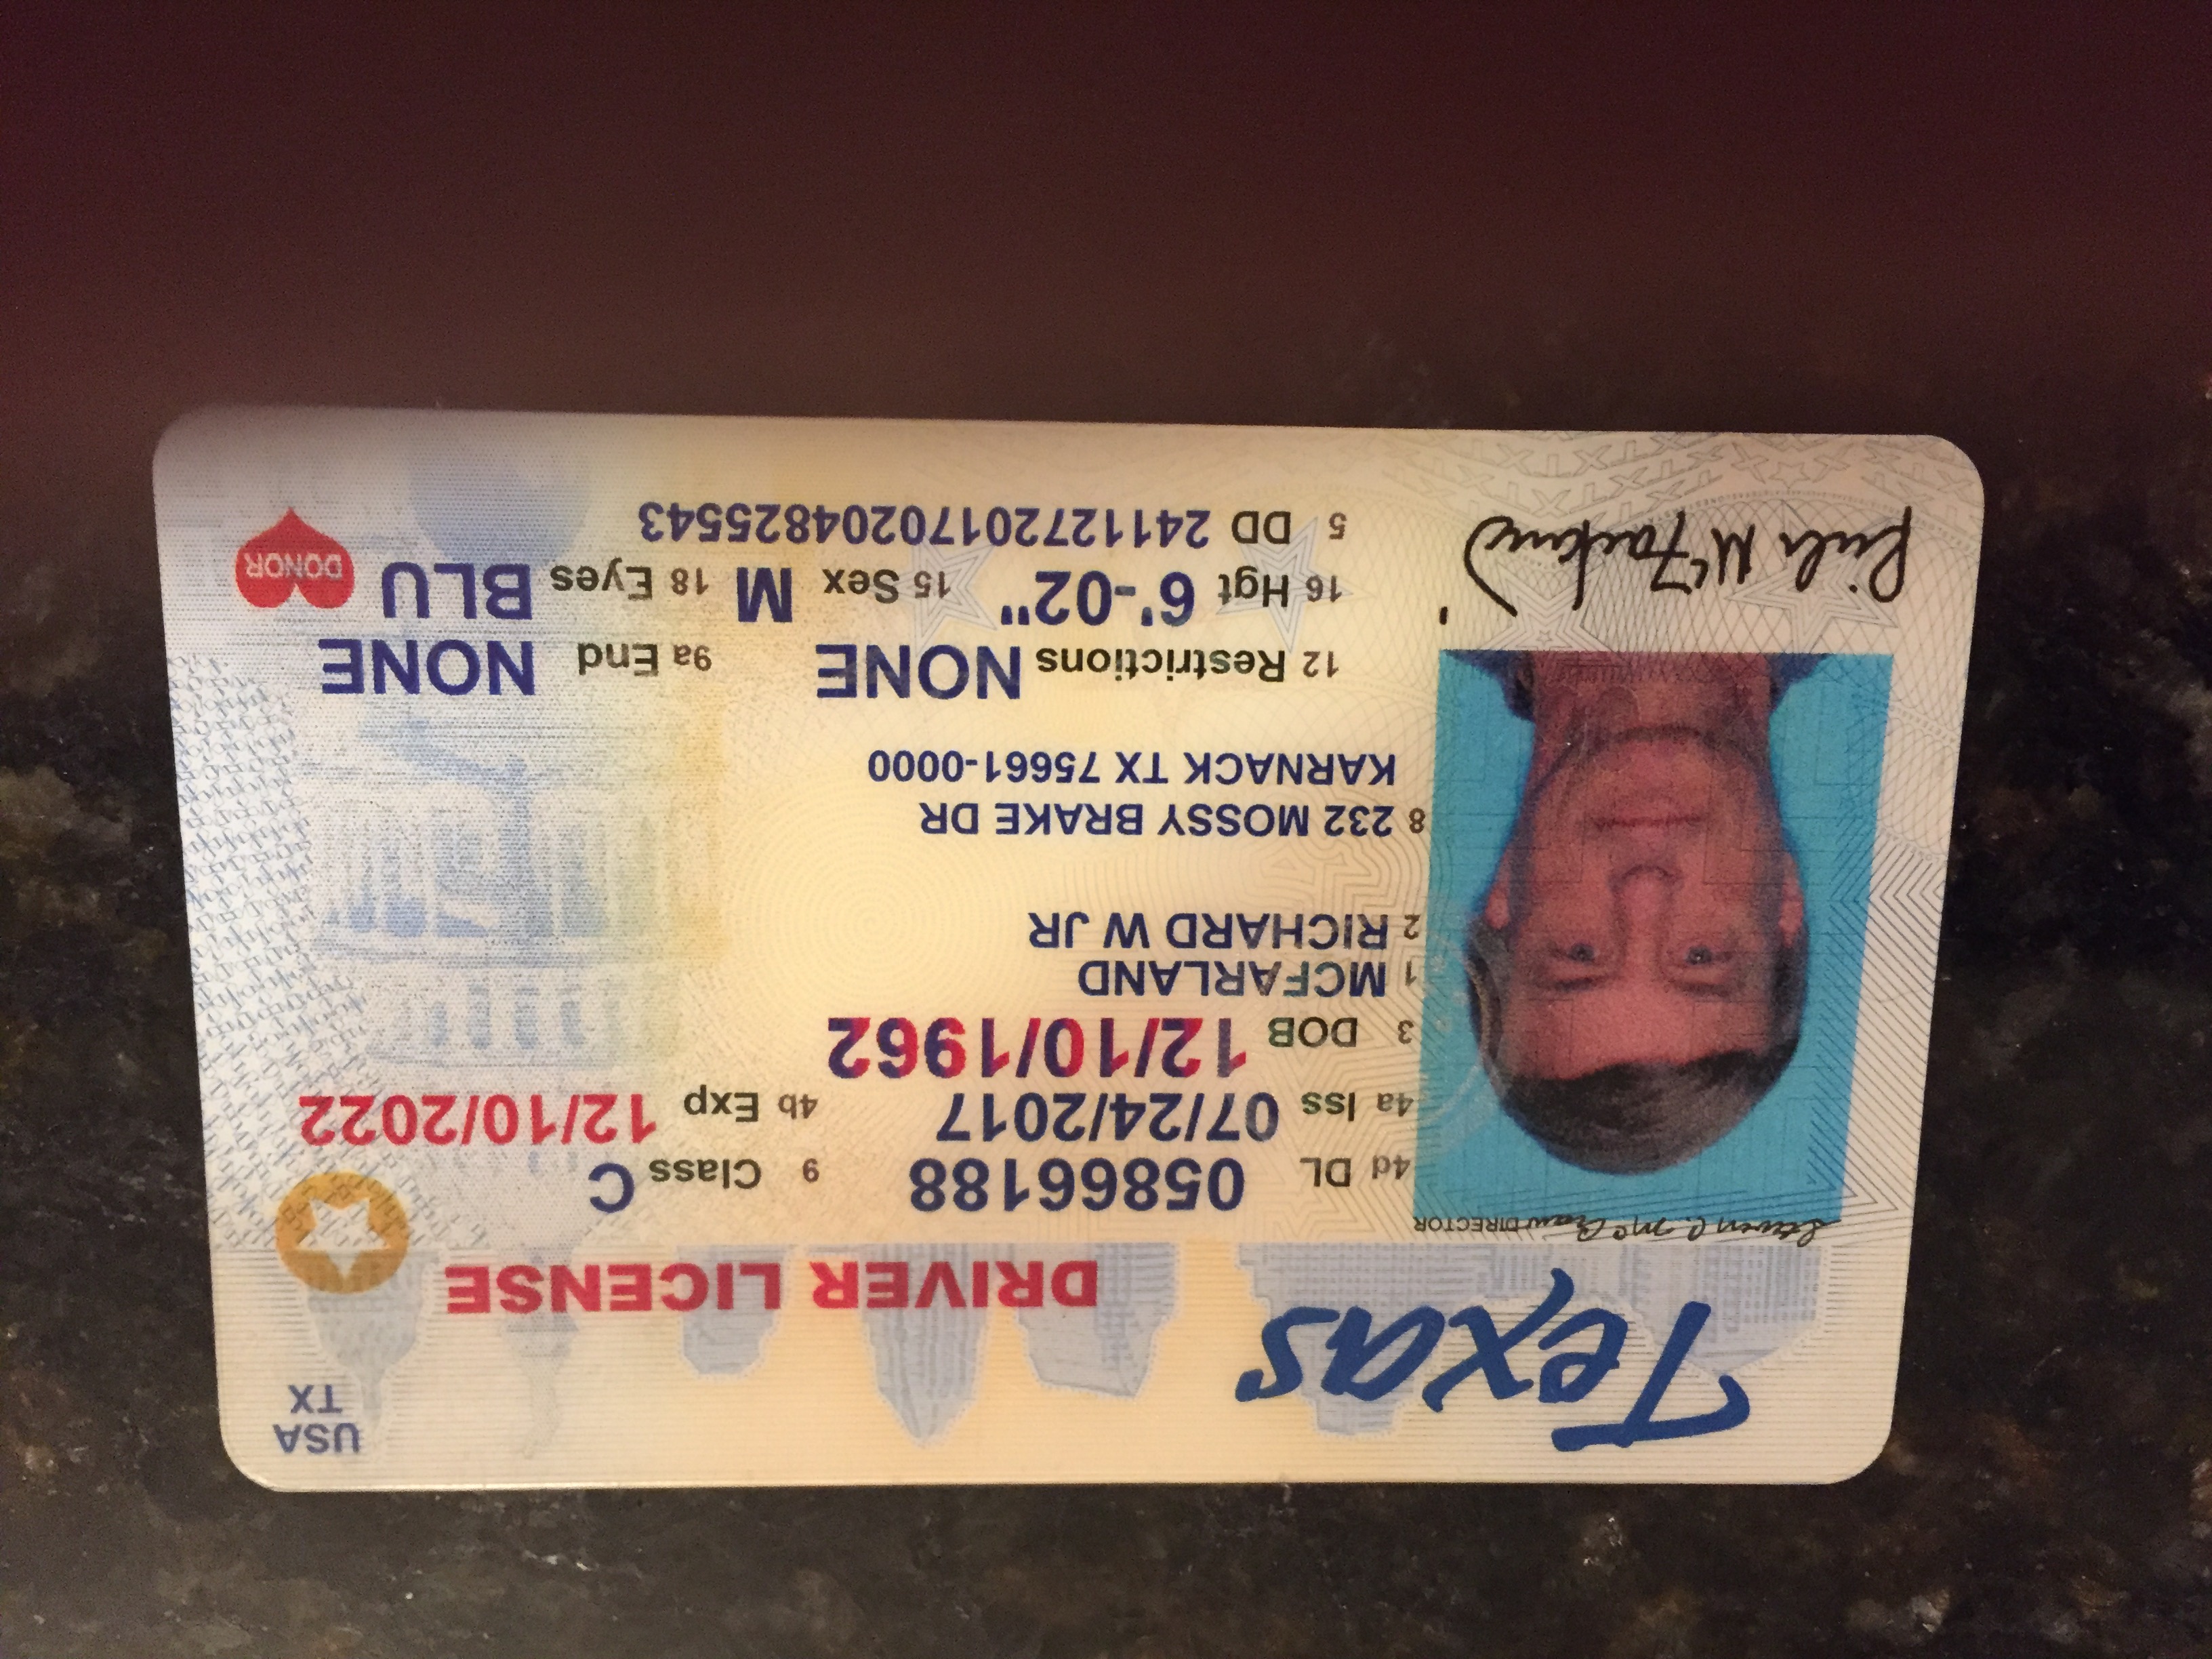 Texas
USA
TX
DRIVER LICENSE
Steven C. McCraw DIRECTOR
4d DL 05866188 9 Class C
4a Iss 07/24/2017 4b Exp 12/10/2022
3 DOB 12/10/1962
1 MCFARLAND
2 RICHARD W JR
8 232 MOSSY BRAKE DR
KARNACK TX 75661-0000
12 Restrictions NONE 9a End NONE
16 Hgt 6'-02" 15 Sex M 18 Eyes BLU
DONOR
5 DD 24112720170204825543